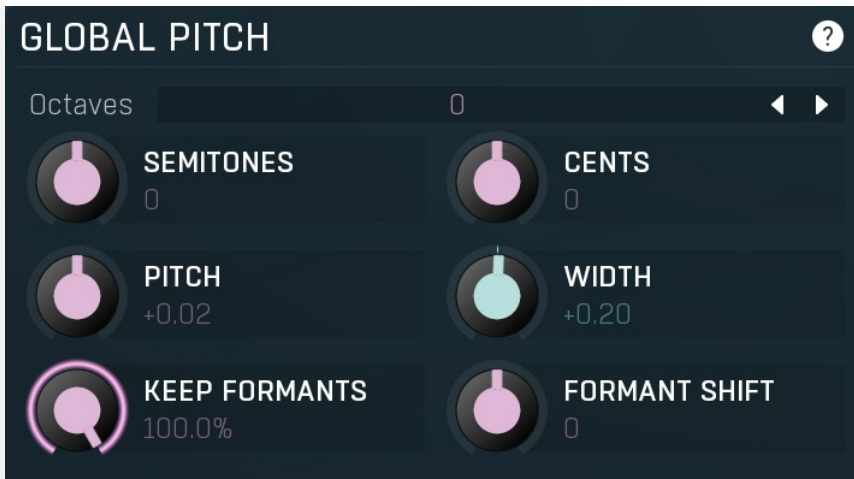 GLOBAL PITCH ?
Octaves 0
SEMITONES CENTS
0 0
PITCH WIDTH
+0.02 +0.20
KEEP FORMANTS FORMANT SHIFT
100.0% 0